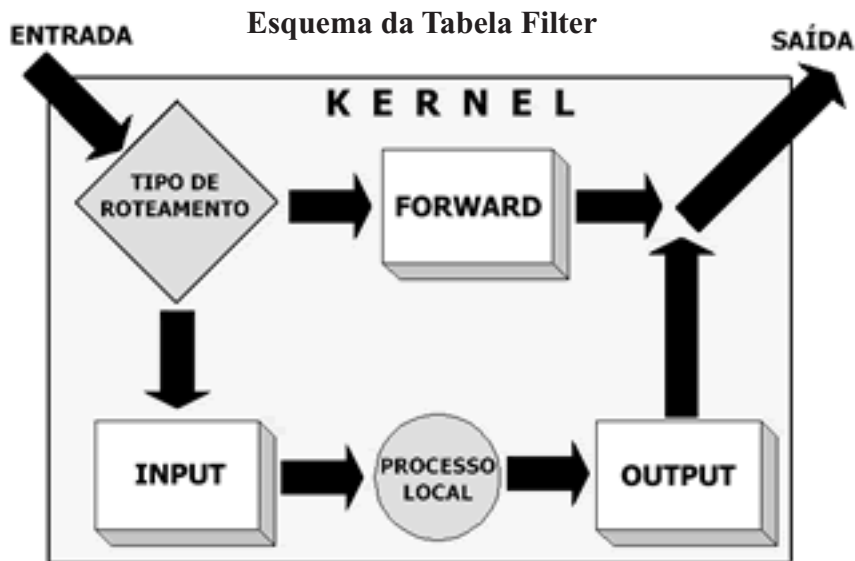 Esquema da Tabela Filter
ENTRADA
SAÍDA
K E R N E L
TIPO DE
ROTEAMENTO
FORWARD
INPUT
PROCESSO
LOCAL
OUTPUT